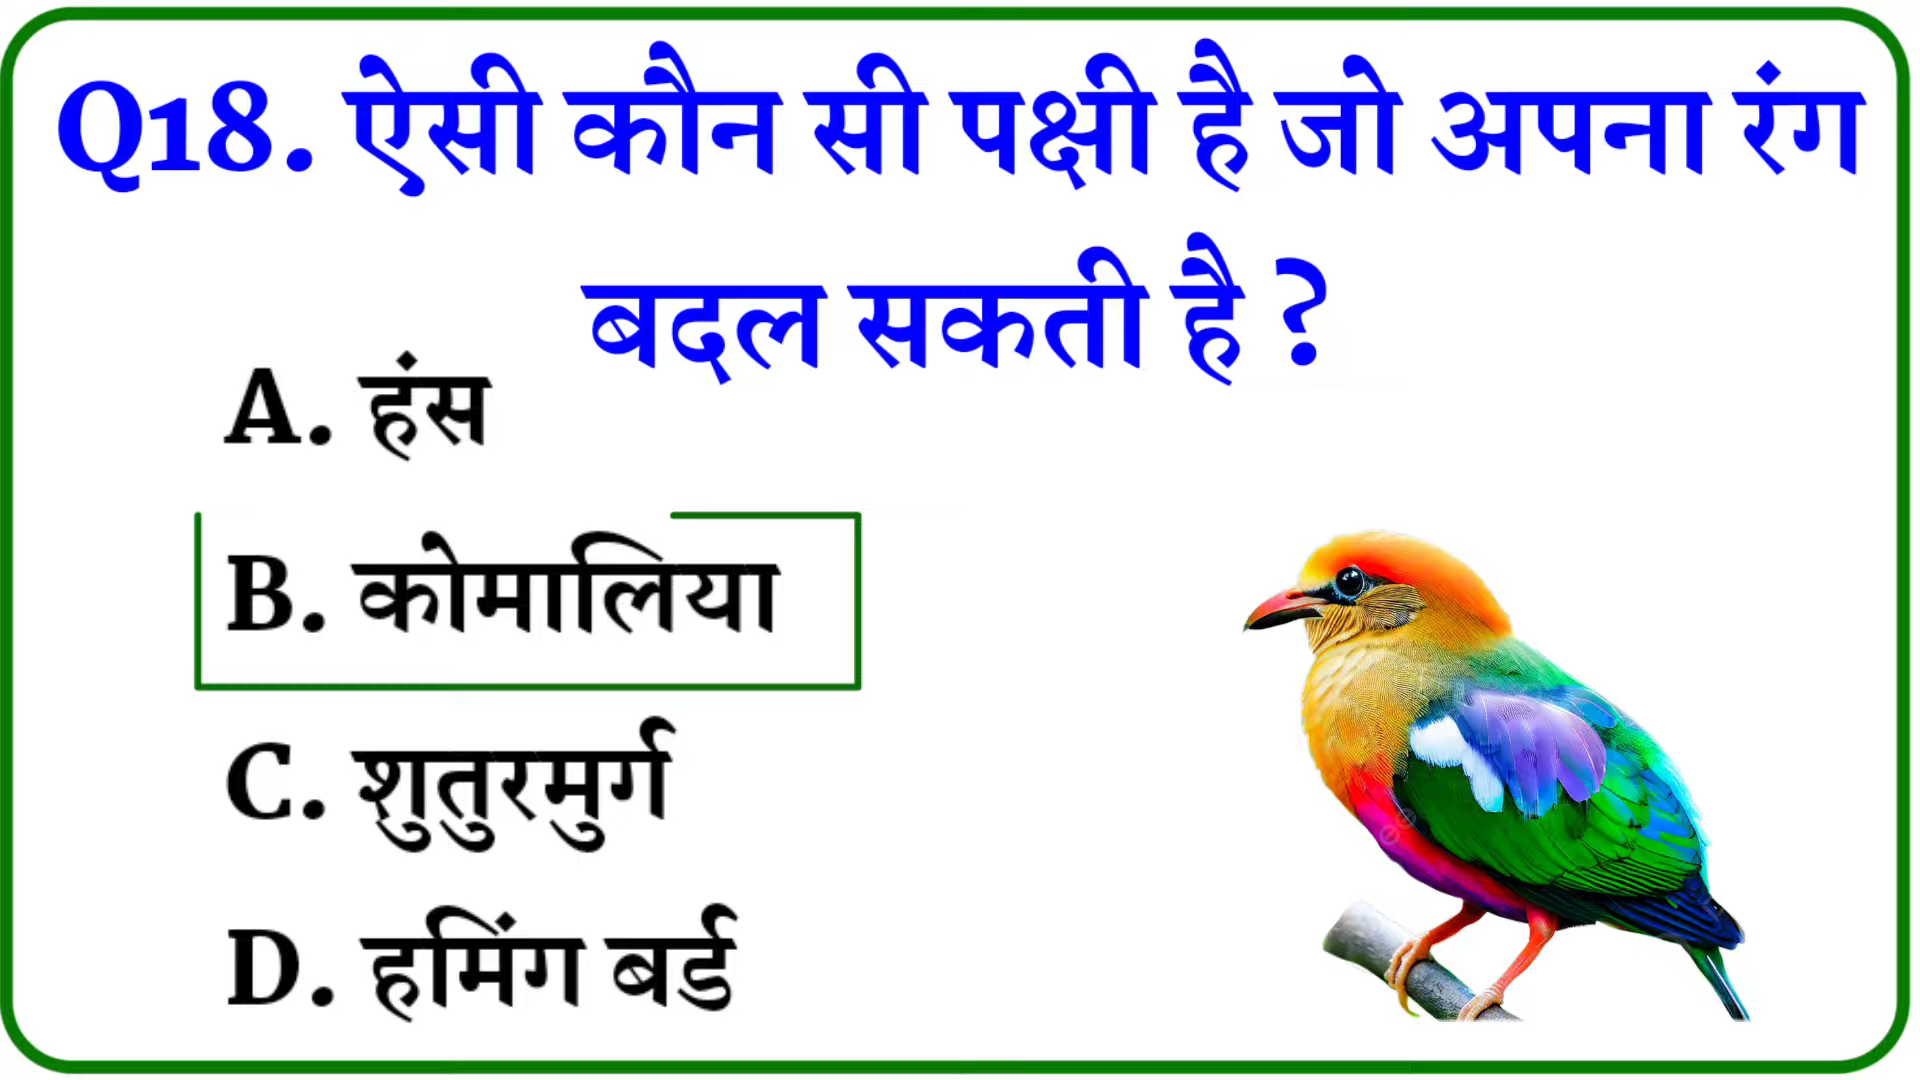 Q18. ऐसी कौन सी पक्षी है जो अपना रंग
बदल सकती है ?
A. हंस
B. कोमालिया
C. शुतुरमुर्ग
D. हमिंग बर्ड